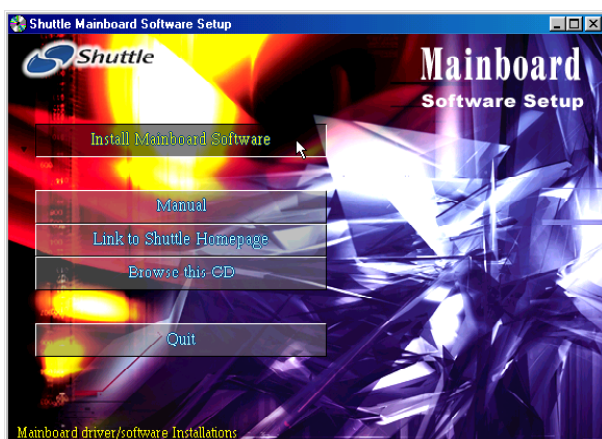 Shuttle Mainboard Software Setup
Shuttle
Mainboard
Software Setup
Install Mainboard Software
Manual
Link to Shuttle Homepage
Browse this CD
Quit
Mainboard driver/software Installations